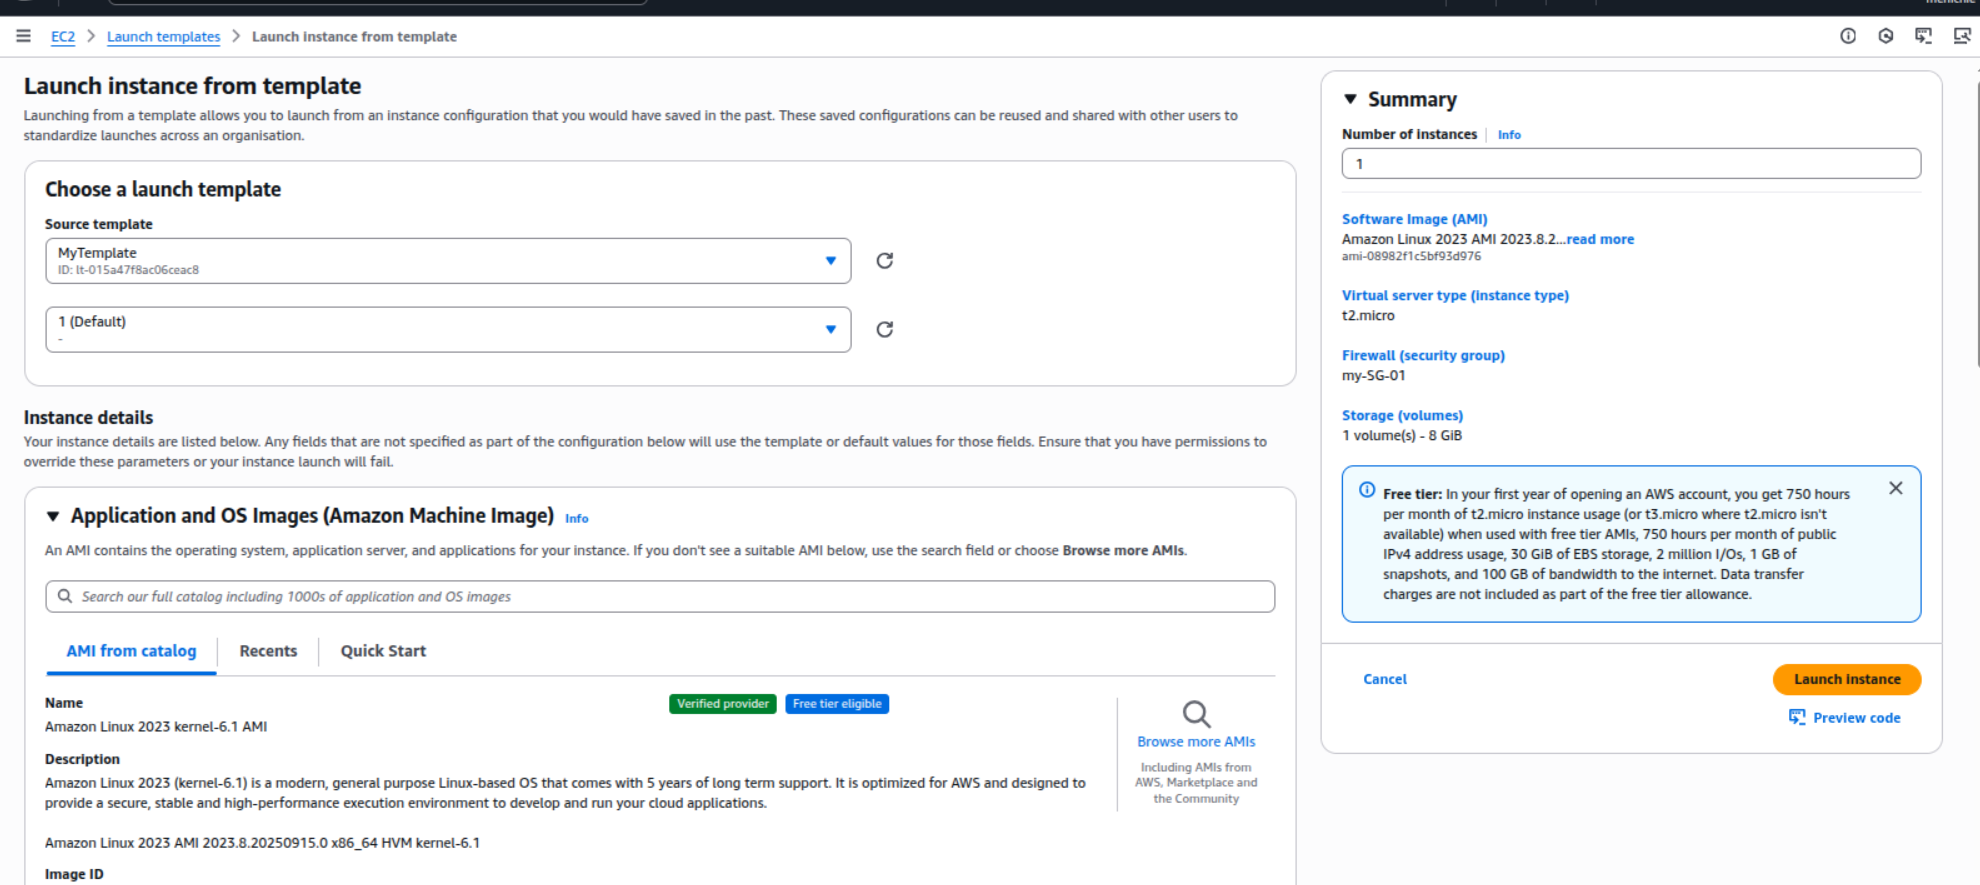 EC2 > Launch templates > Launch instance from template
Launch instance from template
Launching from a template allows you to launch from an instance configuration that you would have saved in the past. These saved configurations can be reused and shared with other users to
standardize launches across an organisation.
Choose a launch template
Source template
MyTemplate
ID: lt-015a47f8ac06ceac8
1 (Default)
-
Instance details
Your instance details are listed below. Any fields that are not specified as part of the configuration below will use the template or default values for those fields. Ensure that you have permissions to
override these parameters or your instance launch will fail.
Application and OS Images (Amazon Machine Image) Info
An AMI contains the operating system, application server, and applications for your instance. If you don't see a suitable AMI below, use the search field or choose Browse more AMIs.
Search our full catalog including 1000s of application and OS images
AMI from catalog
Recents
Quick Start
Name
Amazon Linux 2023 kernel-6.1 AMI
Verified provider
Free tier eligible
Description
Amazon Linux 2023 (kernel-6.1) is a modern, general purpose Linux-based OS that comes with 5 years of long term support. It is optimized for AWS and designed to
provide a secure, stable and high-performance execution environment to develop and run your cloud applications.
Amazon Linux 2023 AMI 2023.8.20250915.0 x86_64 HVM kernel-6.1
Image ID
Browse more AMIs
Including AMIs from
AWS, Marketplace and
the Community
Summary
Number of instances Info
1
Software Image (AMI)
Amazon Linux 2023 AMI 2023.8.2...read more
ami-08982f1c5bf93d976
Virtual server type (instance type)
t2.micro
Firewall (security group)
my-SG-01
Storage (volumes)
1 volume(s) - 8 GiB
Free tier: In your first year of opening an AWS account, you get 750 hours
per month of t2.micro instance usage (or t3.micro where t2.micro isn't
available) when used with free tier AMIs, 750 hours per month of public
IPv4 address usage, 30 GiB of EBS storage, 2 million I/Os, 1 GB of
snapshots, and 100 GB of bandwidth to the internet. Data transfer
charges are not included as part of the free tier allowance.
Cancel
Launch instance
Preview code